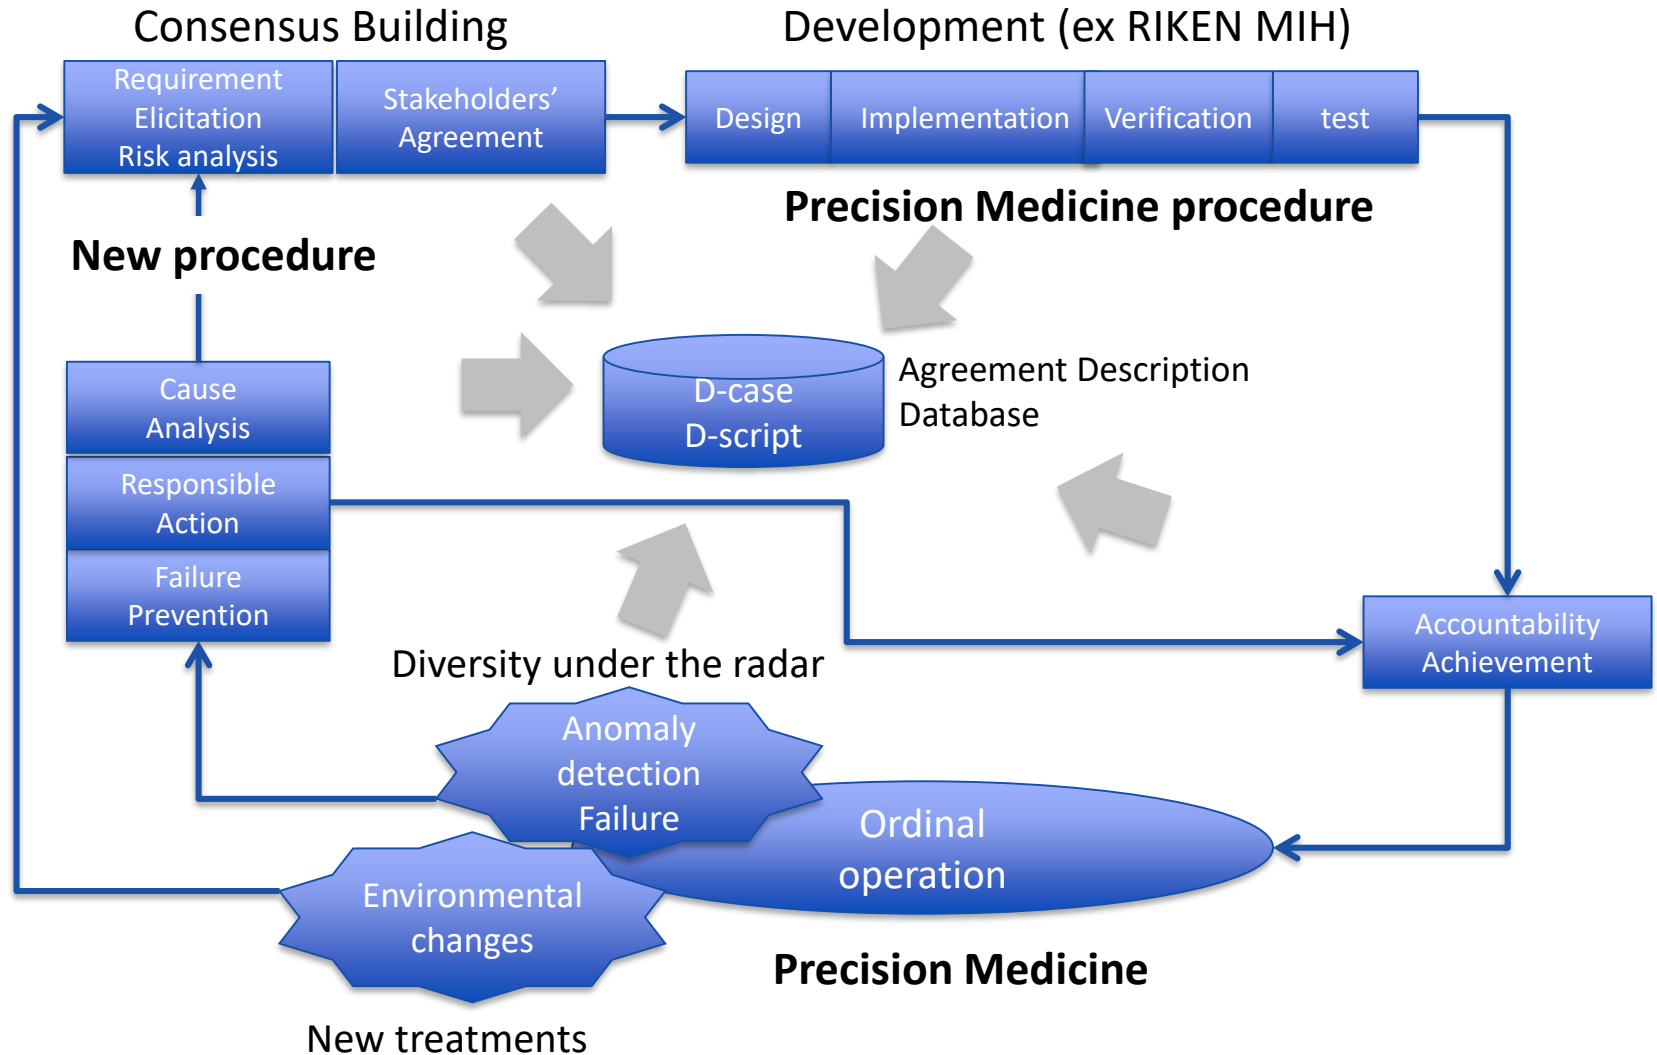 Consensus Building
Development (ex RIKEN MIH)
Requirement
Elicitation
Risk analysis
Stakeholders’
Agreement
Design
Implementation
Verification
test
Precision Medicine procedure
New procedure
Cause
Analysis
Responsible
Action
Failure
Prevention
D-case
D-script
Agreement Description
Database
Accountability
Achievement
Diversity under the radar
Anomaly
detection
Failure
Ordinal
operation
Environmental
changes
Precision Medicine
New treatments